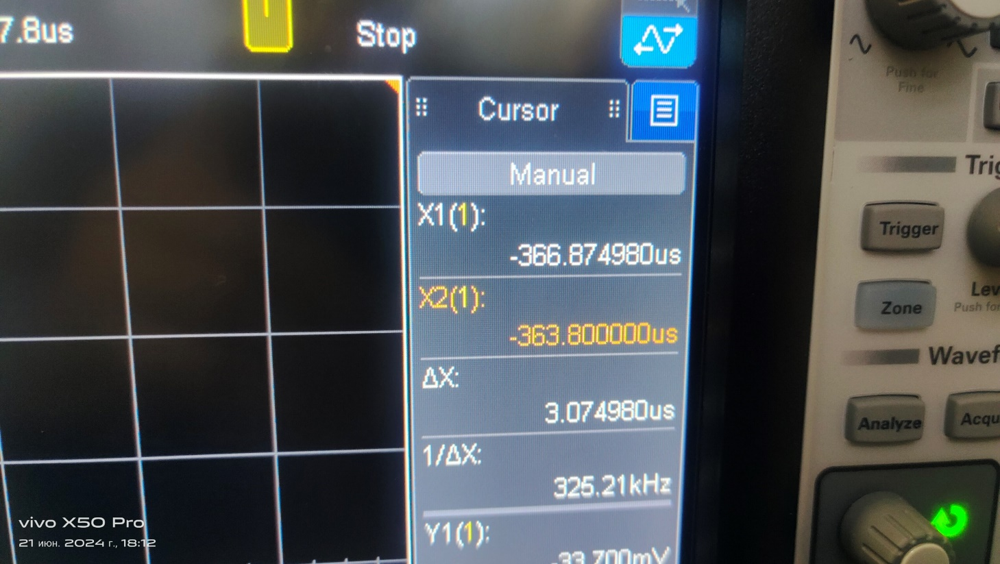 7.8us
Stop
Cursor
Manual
X1(1):
-366.874980us
X2(1):
-363.800000us
ΔX:
3.074980us
1/ΔX:
325.21kHz
Y1(1):
-33.700mV
Push for
Fine
Trig
Trigger
Zone
Lev
Push for
Wavef
Analyze
Acqu
vivo X50 Pro
21 июн. 2024 г., 18:12